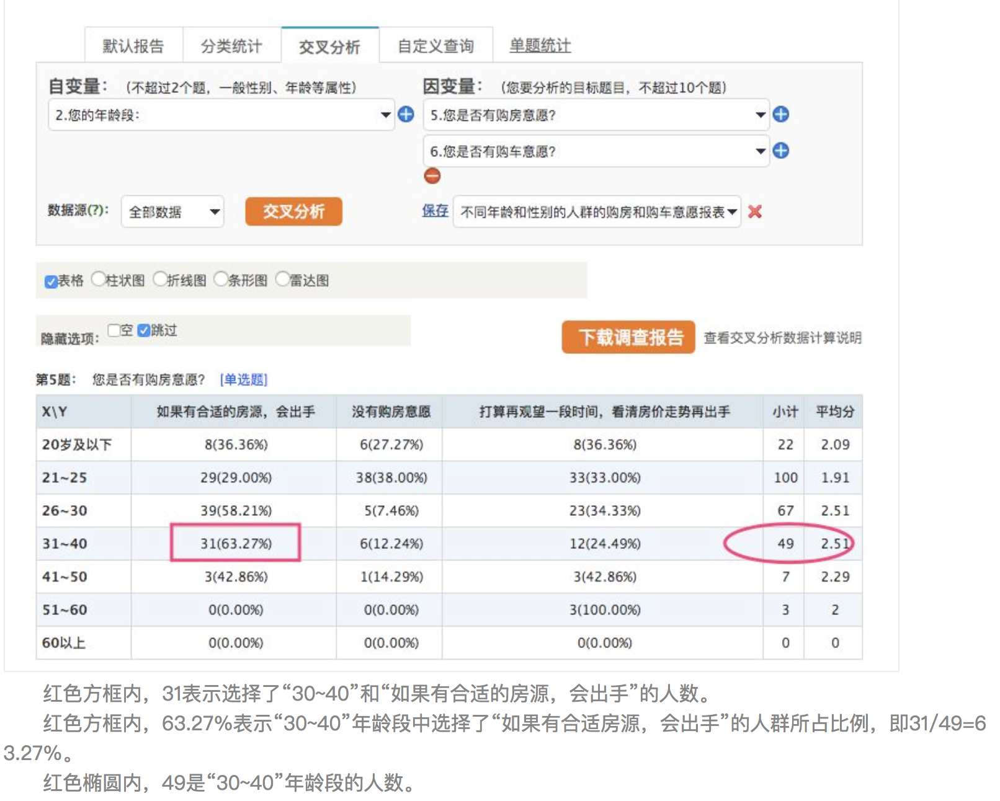 默认报告 分类统计 交叉分析 自定义查询 单题统计
自变量： （不超过2个题，一般性别、年龄等属性） 因变量： （您要分析的目标题目，不超过10个题）
2.您的年龄段: 5.您是否有购房意愿?
6.您是否有购车意愿?
数据源(?): 全部数据 交叉分析 保存 不同年龄和性别的人群的购房和购车意愿报表
表格 柱状图 折线图 条形图 雷达图
隐藏选项： 空 跳过 下载调查报告 查看交叉分析数据计算说明
第5题： 您是否有购房意愿? [单选题]
X\Y 如果有合适的房源，会出手 没有购房意愿 打算再观望一段时间，看清房价走势再出手 小计 平均分
20岁及以下 8(36.36%) 6(27.27%) 8(36.36%) 22 2.09
21~25 29(29.00%) 38(38.00%) 33(33.00%) 100 1.91
26~30 39(58.21%) 5(7.46%) 23(34.33%) 67 2.51
31~40 31(63.27%) 6(12.24%) 12(24.49%) 49 2.51
41~50 3(42.86%) 1(14.29%) 3(42.86%) 7 2.29
51~60 0(0.00%) 0(0.00%) 3(100.00%) 3 2
60以上 0(0.00%) 0(0.00%) 0(0.00%) 0 0
红色方框内，31表示选择了“30~40”和“如果有合适的房源，会出手”的人数。
红色方框内，63.27%表示“30~40”年龄段中选择了“如果有合适房源，会出手”的人群所占比例，即31/49=6
3.27%。
红色椭圆内，49是“30~40”年龄段的人数。